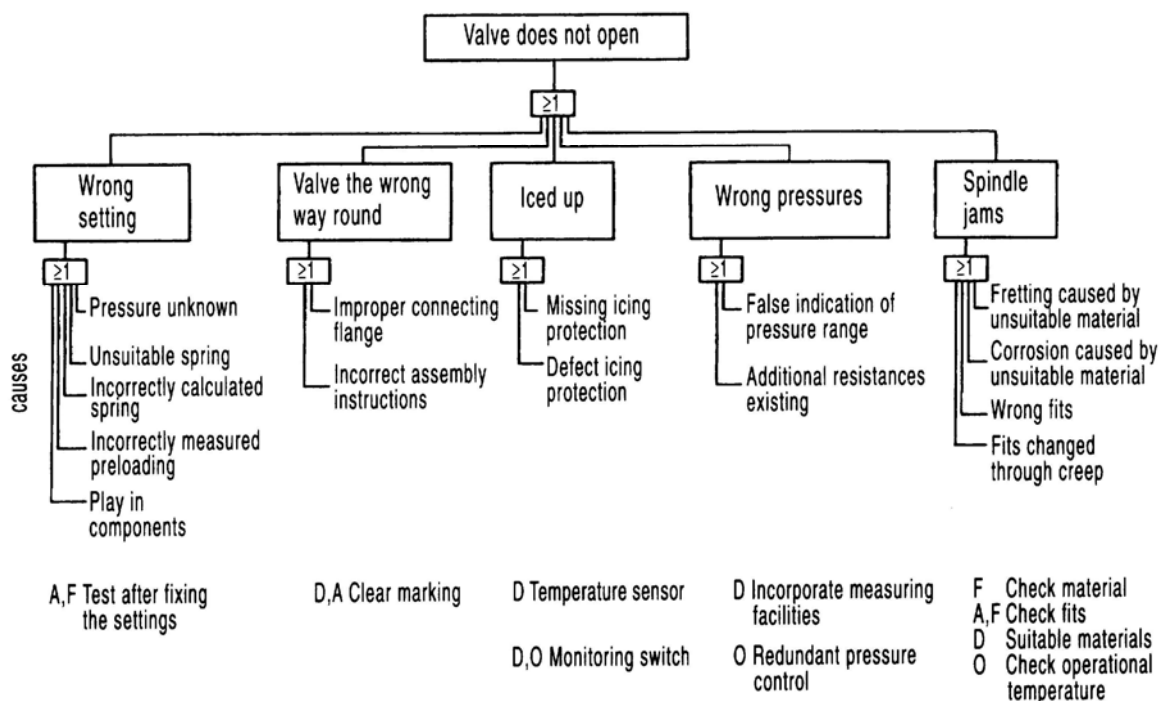 Valve does not open
≥1
Wrong
setting
Valve the wrong
way round
Iced up
Wrong pressures
Spindle
jams
≥1
≥1
≥1
≥1
≥1
causes
Pressure unknown
Unsuitable spring
Incorrectly calculated
spring
Incorrectly measured
preloading
Play in
components
Improper connecting
flange
Incorrect assembly
instructions
Missing icing
protection
Defect icing
protection
False indication of
pressure range
Additional resistances
existing
Fretting caused by
unsuitable material
Corrosion caused by
unsuitable material
Wrong fits
Fits changed
through creep
A,F Test after fixing
the settings
D,A Clear marking
D Temperature sensor
D,O Monitoring switch
D Incorporate measuring
facilities
O Redundant pressure
control
F Check material
A,F Check fits
D Suitable materials
O Check operational
temperature